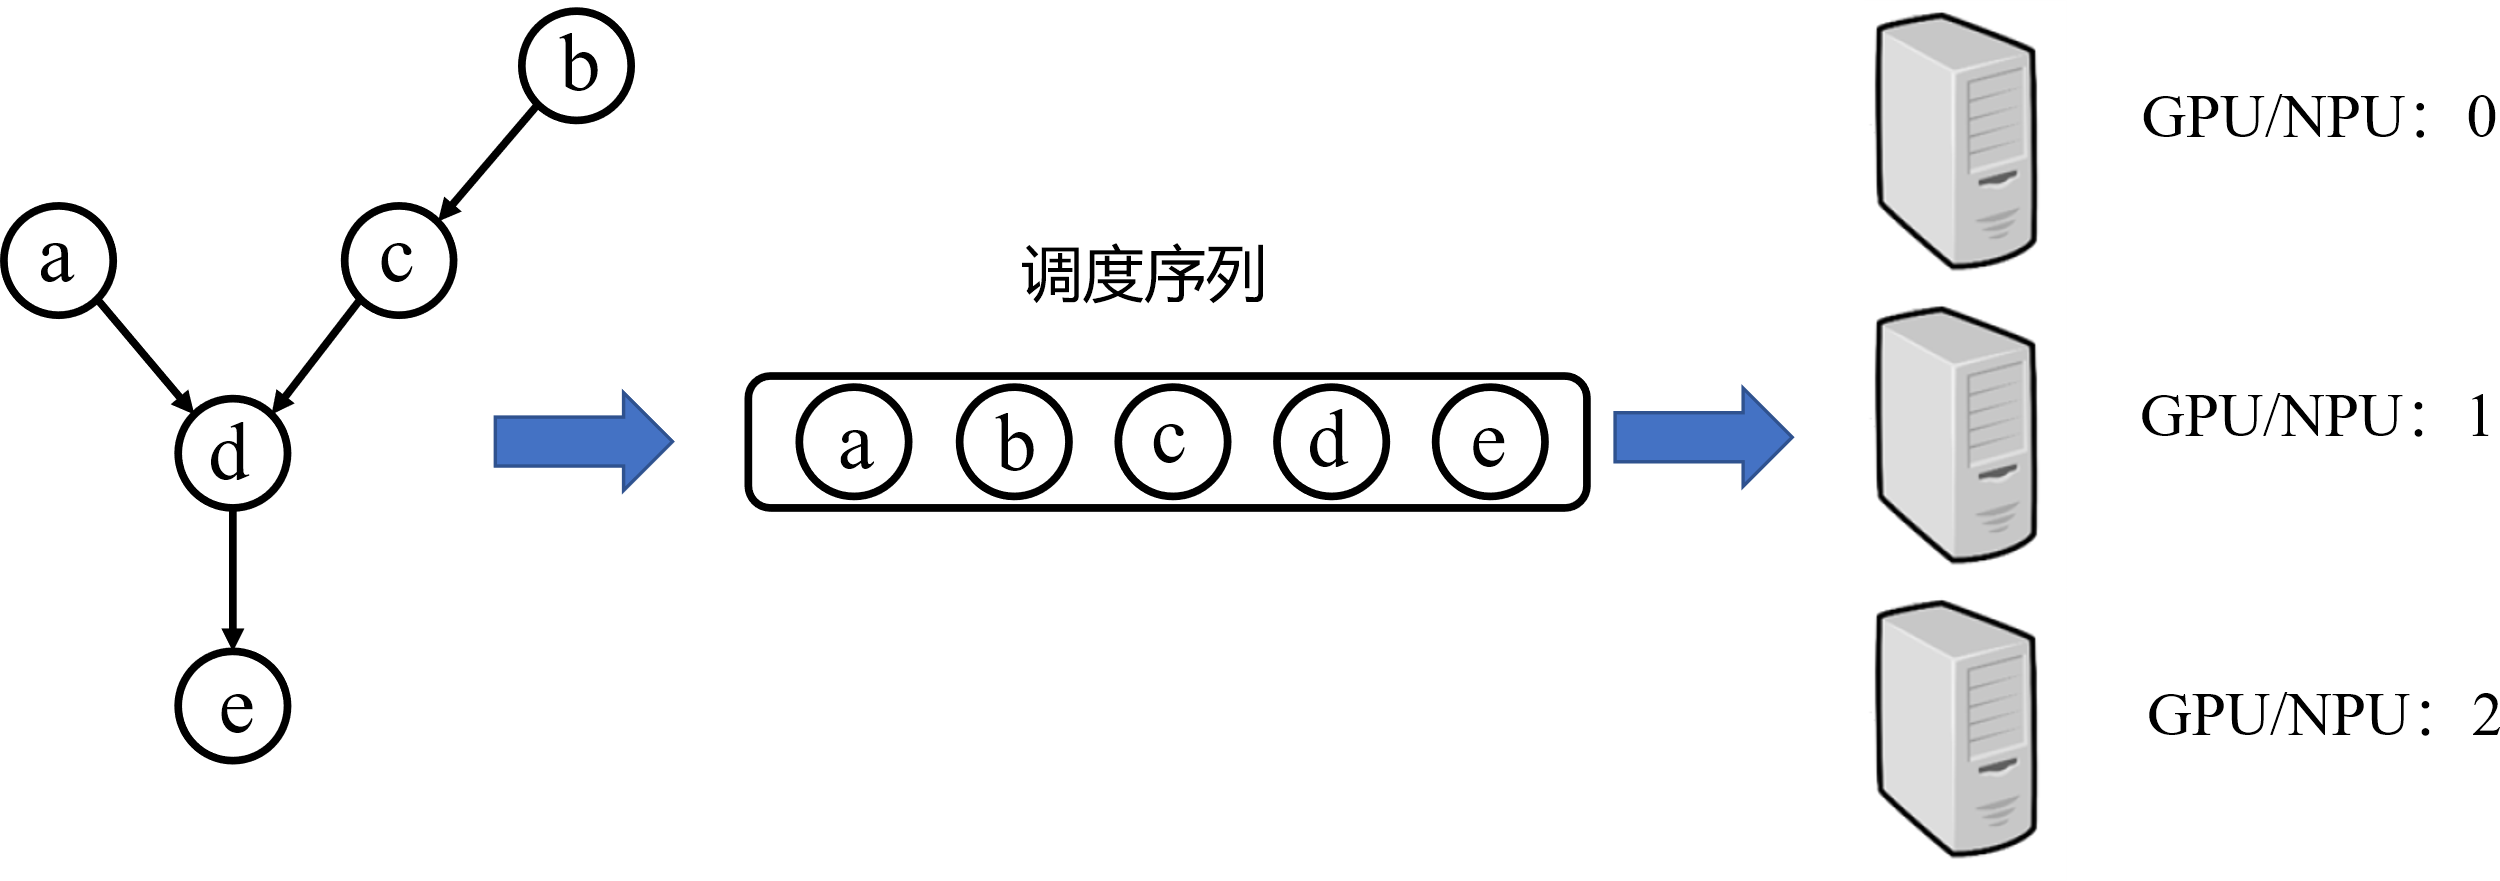 b
a
c
d
e
调度序列
a b c d e
GPU/NPU：0
GPU/NPU：1
GPU/NPU：2